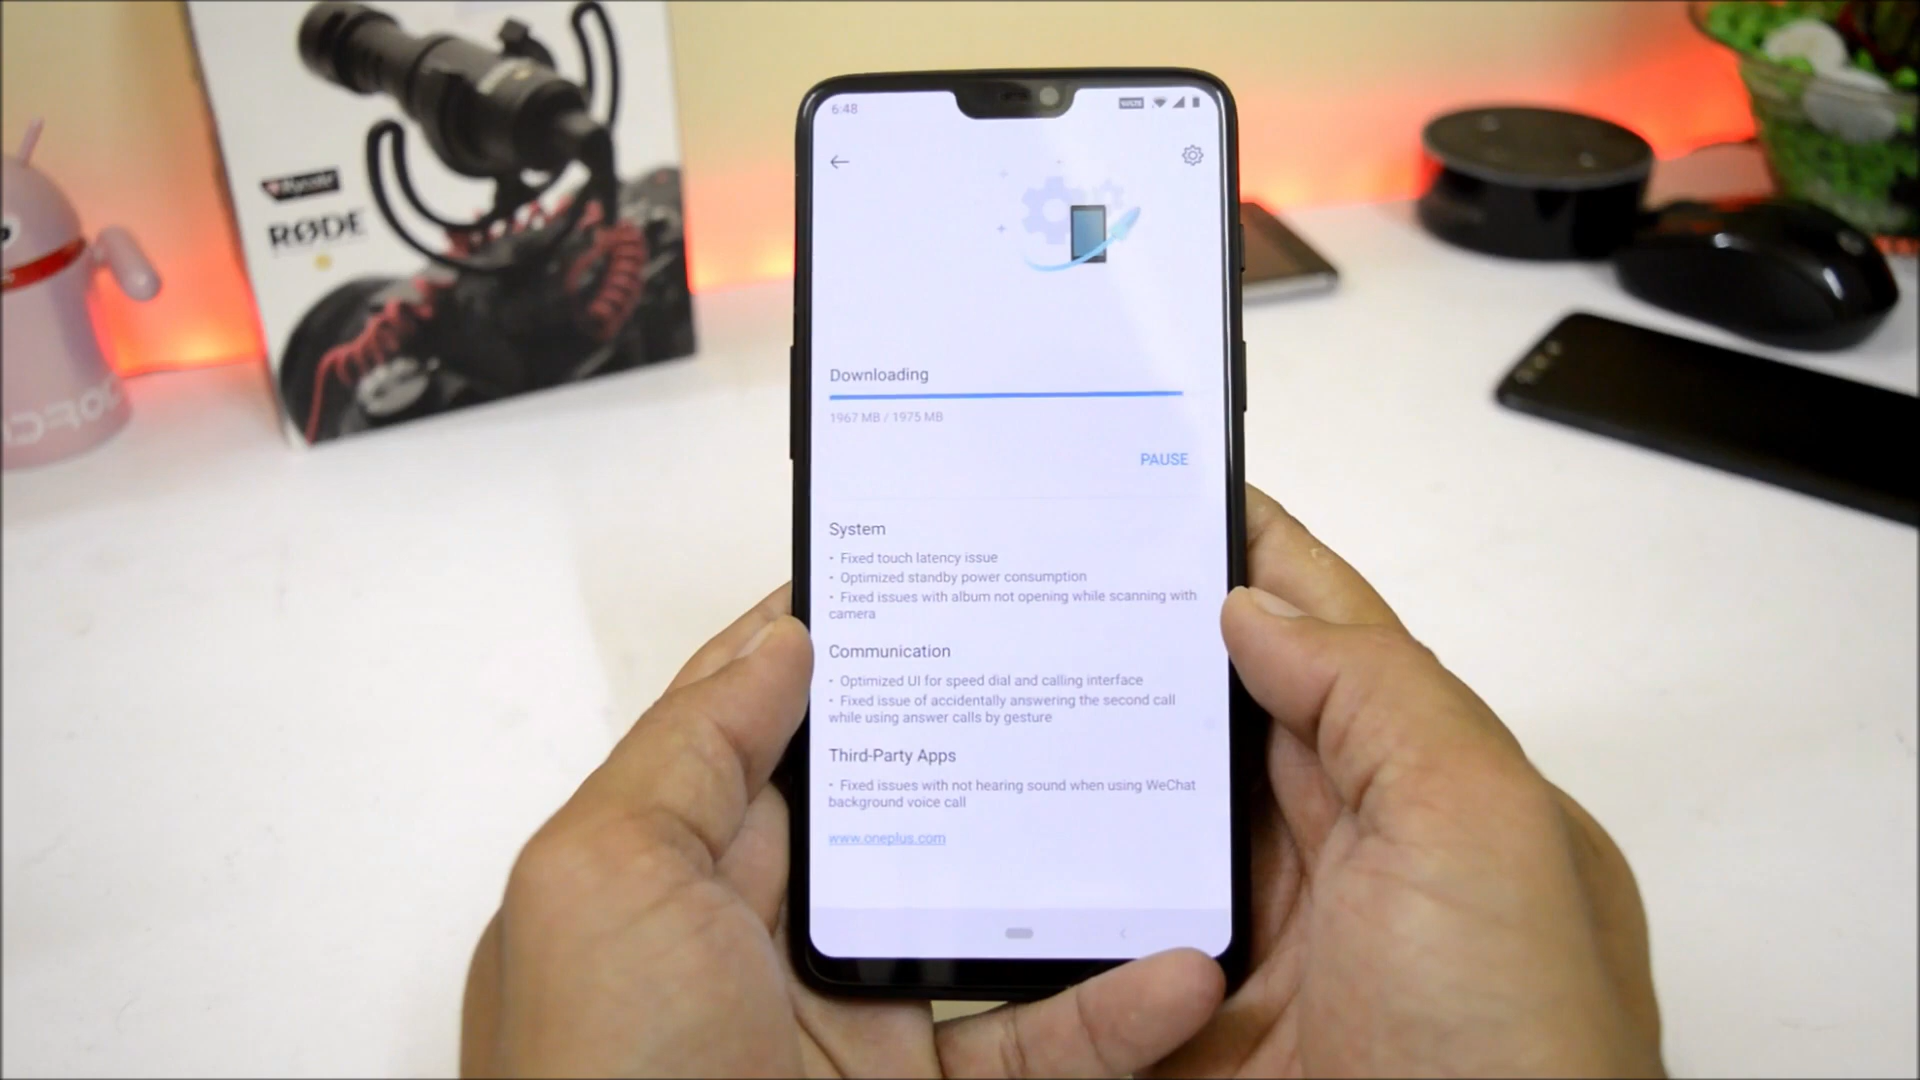 Rycote
RØDE
6:48
VoLTE
Downloading
1967 MB / 1975 MB
PAUSE
System
• Fixed touch latency issue
• Optimized standby power consumption
• Fixed issues with album not opening while scanning with
camera
Communication
• Optimized UI for speed dial and calling interface
• Fixed issue of accidentally answering the second call
while using answer calls by gesture
Third-Party Apps
• Fixed issues with not hearing sound when using WeChat
background voice call
www.oneplus.com